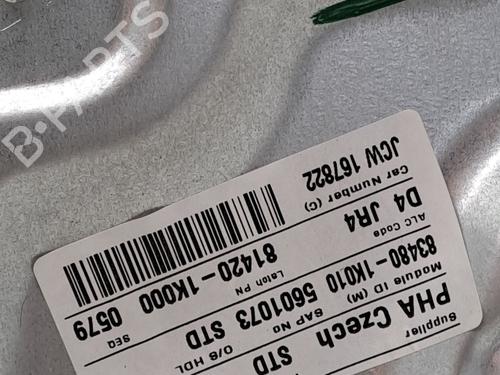 B-PARTS
Supplier
PHA Czech
STD
Module ID (M)
SAP No
O/S HDL
83480-1K010
5601073
STD
ALC Code
Latch PN
SEQ
D4 JR4
81420-1K000
0579
Car Number (C)
JCW 167822